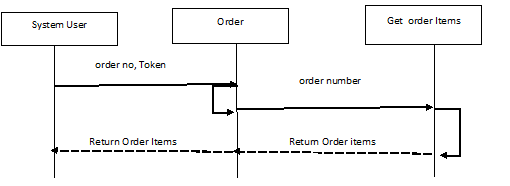 System User
Order
Get order Items
order no, Token
order number
Return Order Items
Return Order items